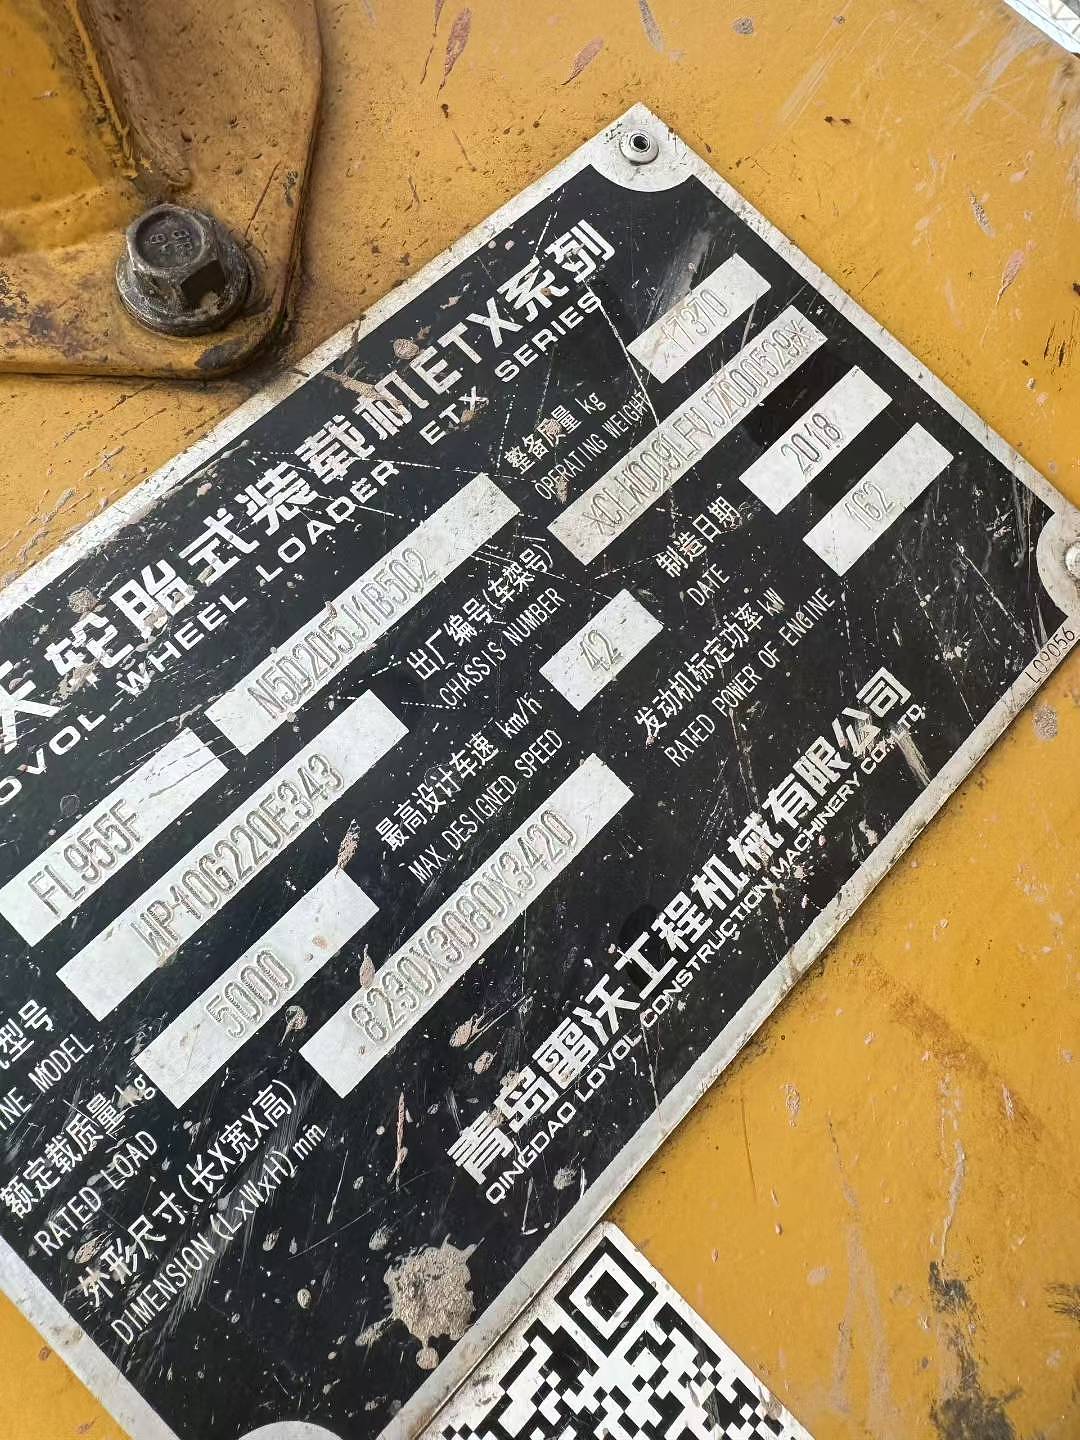 轮胎式装载机ETX系列
OVOL WHEEL LOADER ETX SERIES
FL955F
N5D2D5J1B502
整备质量 kg
OPERATING WEIGHT
17370
型号
NE MODEL
WP10G220E343
出厂编号(车架号)
CHASSIS NUMBER
额定载质量 kg
RATED LOAD
5000
最高设计车速 km/h
MAX.DESIGNED SPEED
42
制造日期
DATE
2018
外形尺寸(长X宽X高)
DIMENSION (LxWxH) mm
8230X3080X3420
发动机标定功率 kW
RATED POWER OF ENGINE
162
青岛雷沃工程机械有限公司
QINGDAO LOVOL CONSTRUCTION MACHINERY CO.,LTD.
L09056